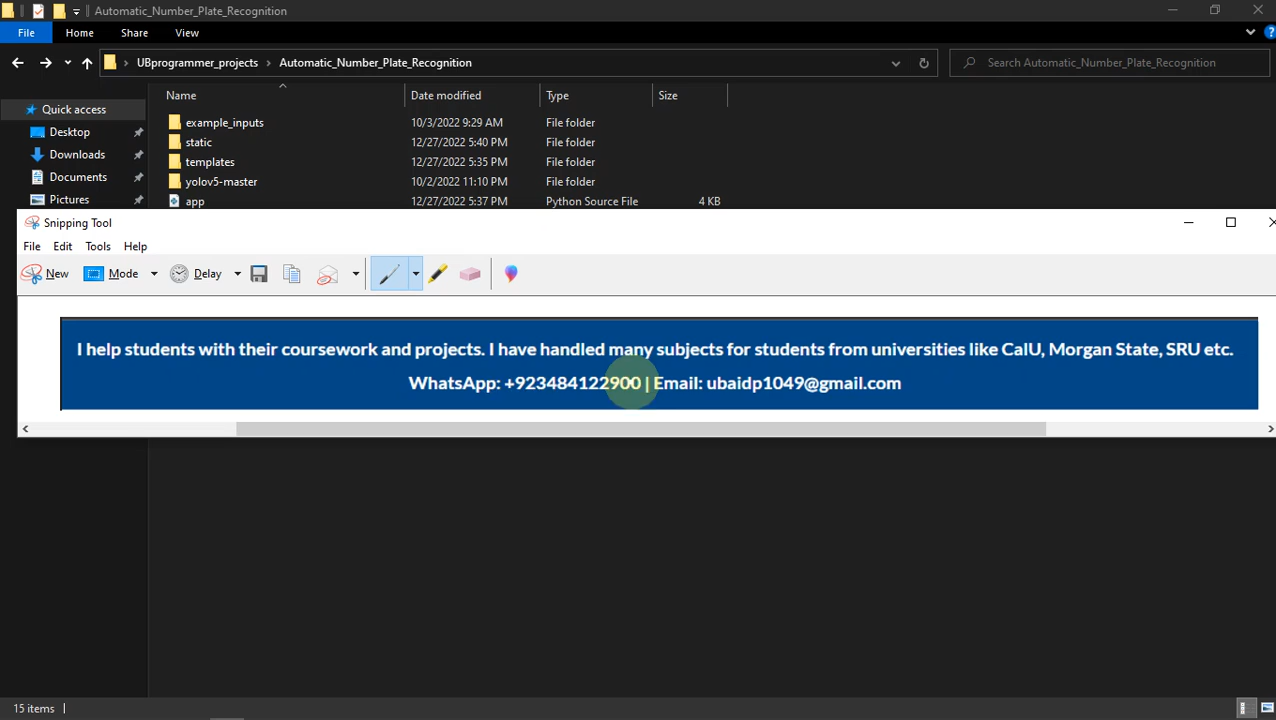 Automatic_Number_Plate_Recognition
File Home Share View
UBprogrammer_projects Automatic_Number_Plate_Recognition Search Automatic_Number_Plate_Recognition
Name Date modified Type Size
Quick access
Desktop
Downloads
Documents
Pictures
example_inputs 10/3/2022 9:29 AM File folder
static 12/27/2022 5:40 PM File folder
templates 12/27/2022 5:35 PM File folder
yolov5-master 10/2/2022 11:10 PM File folder
app 12/27/2022 5:37 PM Python Source File 4 KB
Snipping Tool
File Edit Tools Help
New Mode Delay
I help students with their coursework and projects. I have handled many subjects for students from universities like CalU, Morgan State, SRU etc.
WhatsApp: +923484122900 | Email: ubaidp1049@gmail.com
15 items